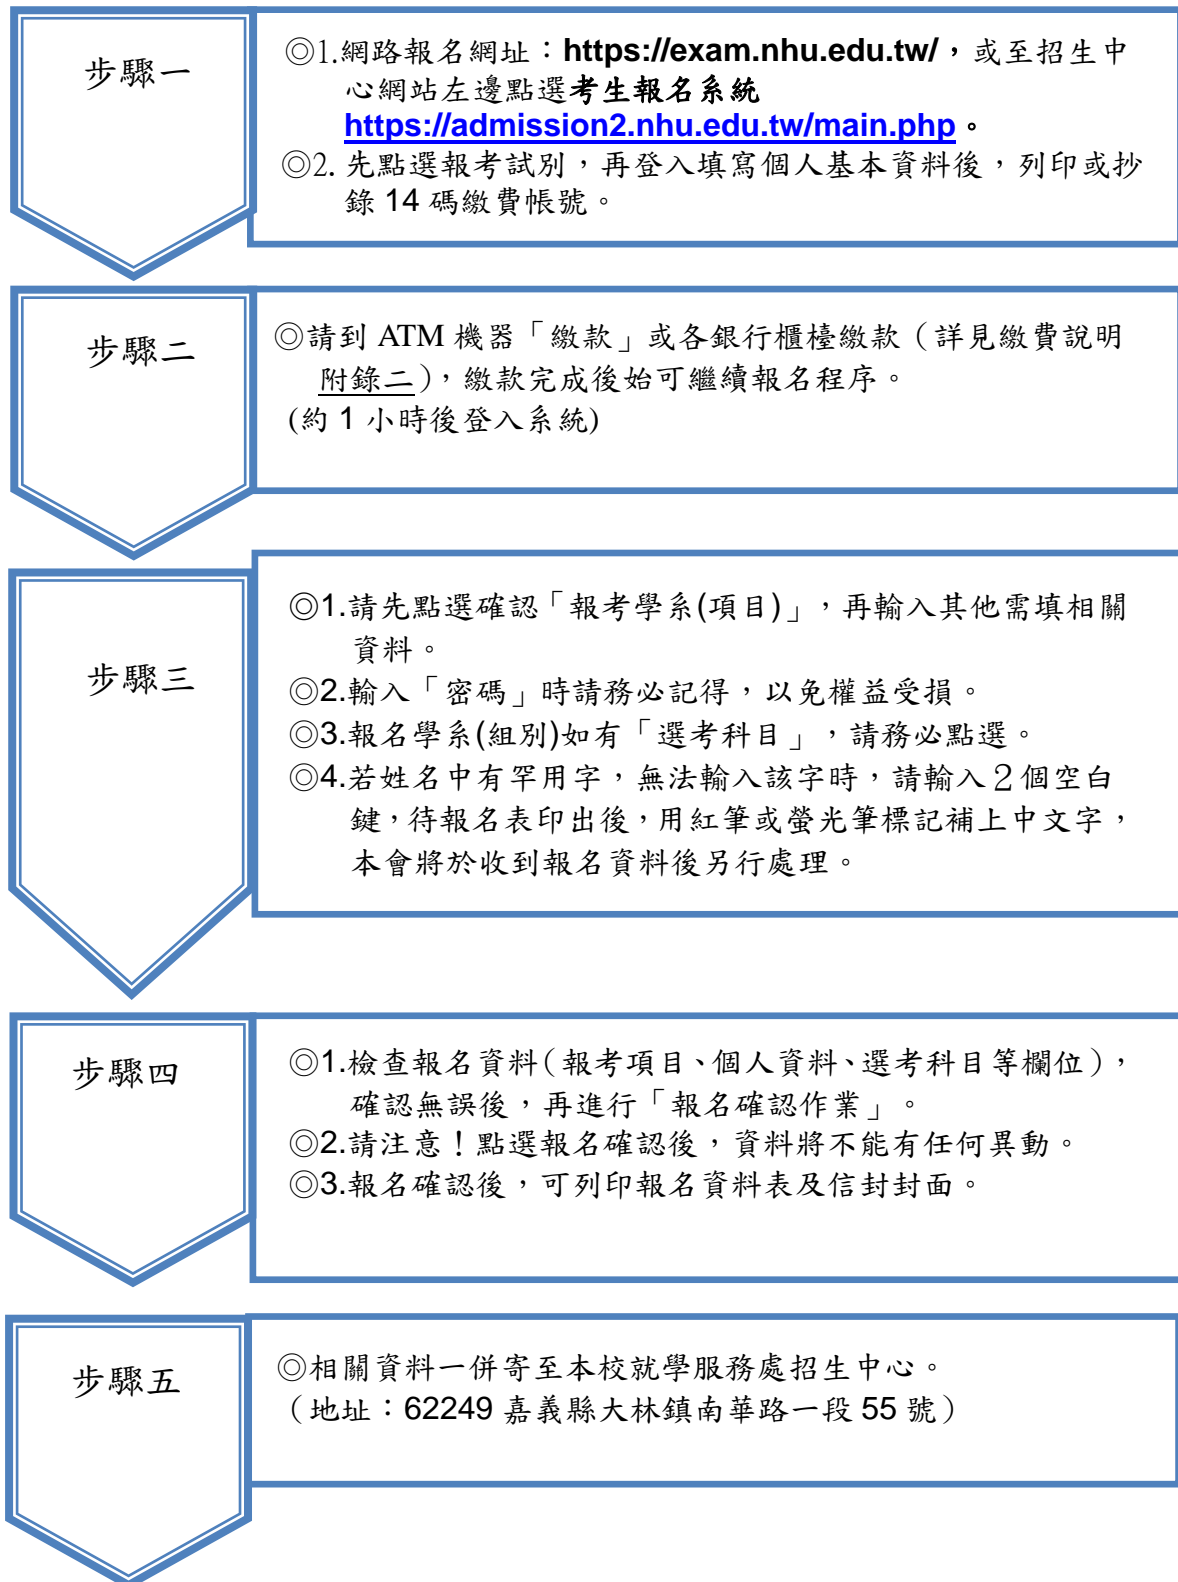 步驟一
◎1.網路報名網址：https://exam.nhu.edu.tw/，或至招生中
心網站左邊點選考生報名系統
https://admission2.nhu.edu.tw/main.php。
◎2.先點選報考試別，再登入填寫個人基本資料後，列印或抄
錄 14 碼繳費帳號。
步驟二
◎請到 ATM 機器「繳款」或各銀行櫃檯繳款（詳見繳費說明
附錄二），繳款完成後始可繼續報名程序。
(約 1 小時後登入系統)
步驟三
◎1.請先點選確認「報考學系(項目)」，再輸入其他需填相關
資料。
◎2.輸入「密碼」時請務必記得，以免權益受損。
◎3.報名學系(組別)如有「選考科目」，請務必點選。
◎4.若姓名中有罕用字，無法輸入該字時，請輸入２個空白
鍵，待報名表印出後，用紅筆或螢光筆標記補上中文字，
本會將於收到報名資料後另行處理。
步驟四
◎1.檢查報名資料（報考項目、個人資料、選考科目等欄位），
確認無誤後，再進行「報名確認作業」。
◎2.請注意！點選報名確認後，資料將不能有任何異動。
◎3.報名確認後，可列印報名資料表及信封封面。
步驟五
◎相關資料一併寄至本校就學服務處招生中心。
（地址：62249 嘉義縣大林鎮南華路一段 55 號）